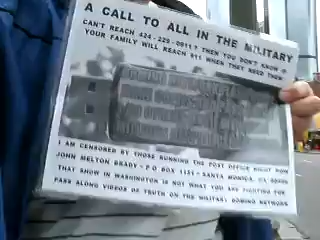 A CALL TO ALL IN THE MILITARY
CAN'T REACH 424-229-0911? THEN YOU DON'T KNOW IF
YOUR FAMILY WILL REACH 911 WHEN THEY NEED THEM
I AM CENSORED BY THOSE RUNNING THE POST OFFICE RIGHT NOW
JOHN MELTON BRADY - P O BOX 1151 - SANTA MONICA, CA
THAT SHOW IN WASHINGTON IS NOT WHAT YOU ARE FIGHTING FOR
PASS ALONG VIDEOS OF TRUTH ON THE MILITARY DOMINO NETWORK